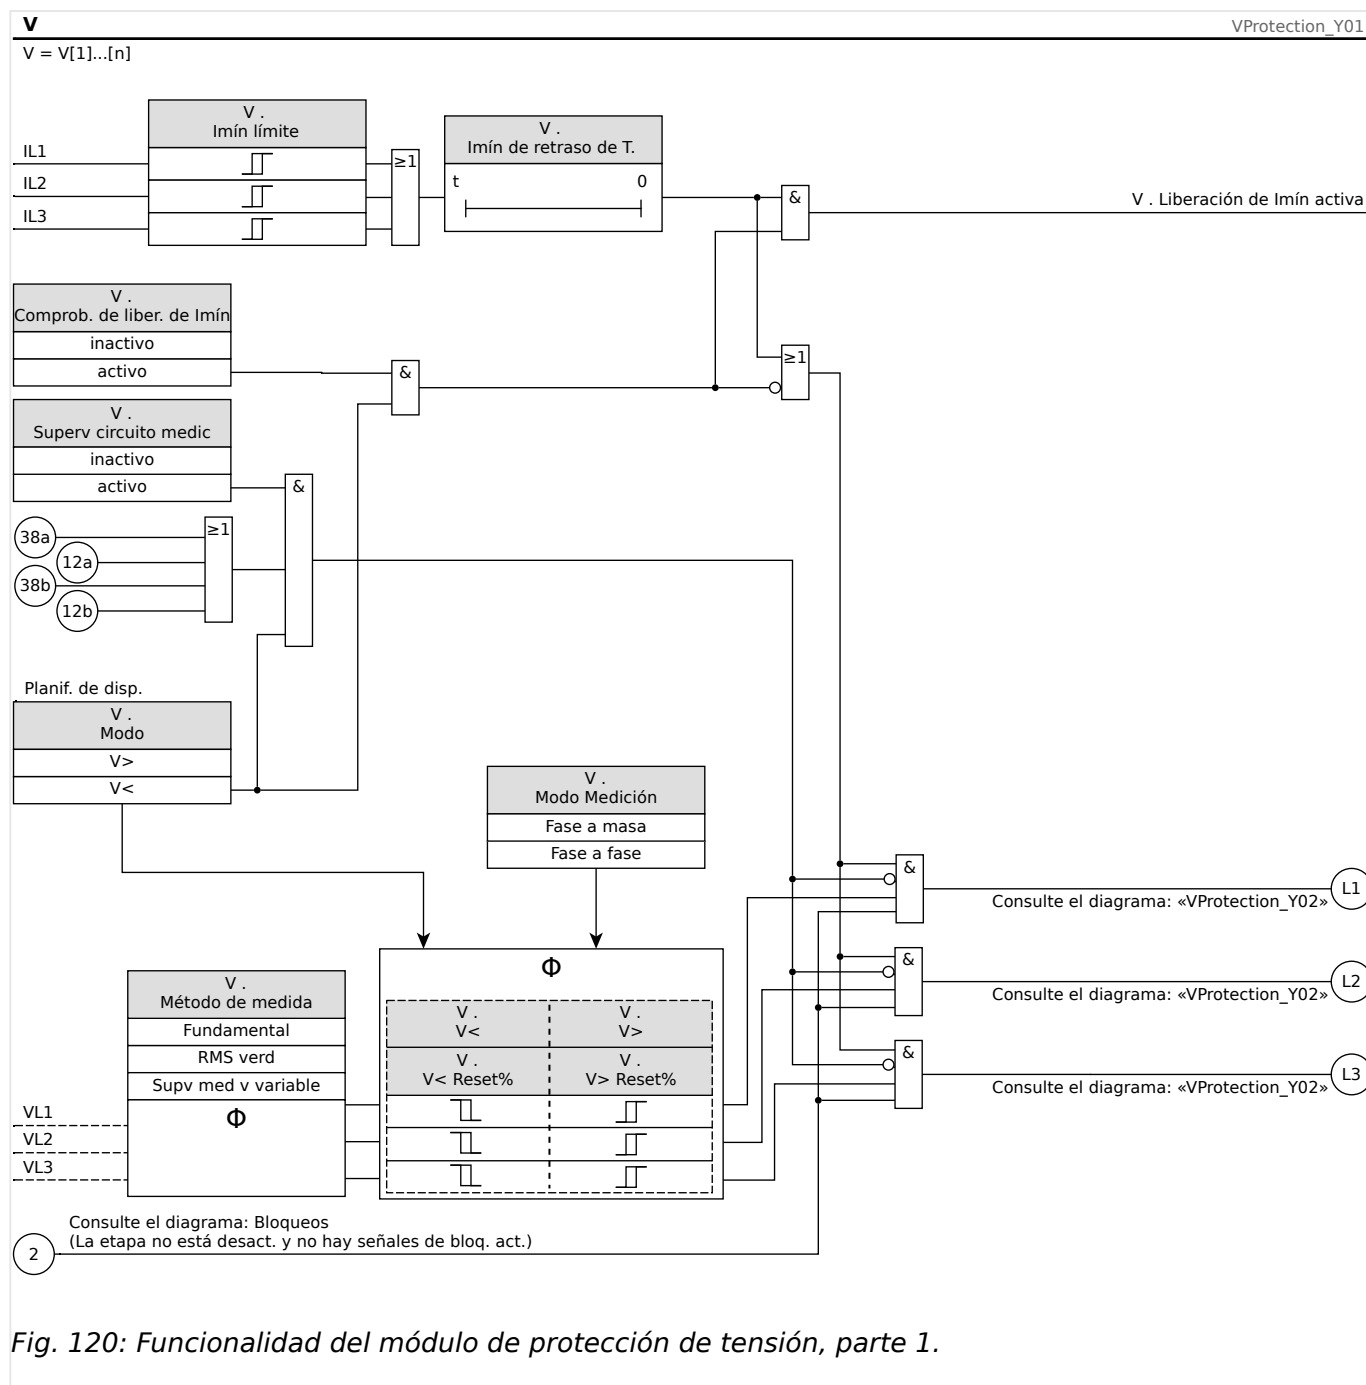 V
VProtection_Y01
V = V[1]...[n]
V .
Imín límite
IL1
IL2
IL3
≥1
V .
Imín de retraso de T.
t
0
&
V . Liberación de Imín activa
V .
Comprob. de liber. de Imín
inactivo
activo
&
≥1
V .
Superv circuito medic
inactivo
activo
&
≥1
38a
12a
38b
12b
Planif. de disp.
V .
Modo
V>
V<
V .
Modo Medición
Fase a masa
Fase a fase
&
L1
Consulte el diagrama: «VProtection_Y02»
&
L2
Consulte el diagrama: «VProtection_Y02»
&
L3
Consulte el diagrama: «VProtection_Y02»
Φ
V .
V<
V .
V>
V .
V< Reset%
V .
V> Reset%
V .
Método de medida
Fundamental
RMS verd
Supv med v variable
Φ
VL1
VL2
VL3
2
Consulte el diagrama: Bloqueos
(La etapa no está desact. y no hay señales de bloq. act.)
Fig. 120: Funcionalidad del módulo de protección de tensión, parte 1.